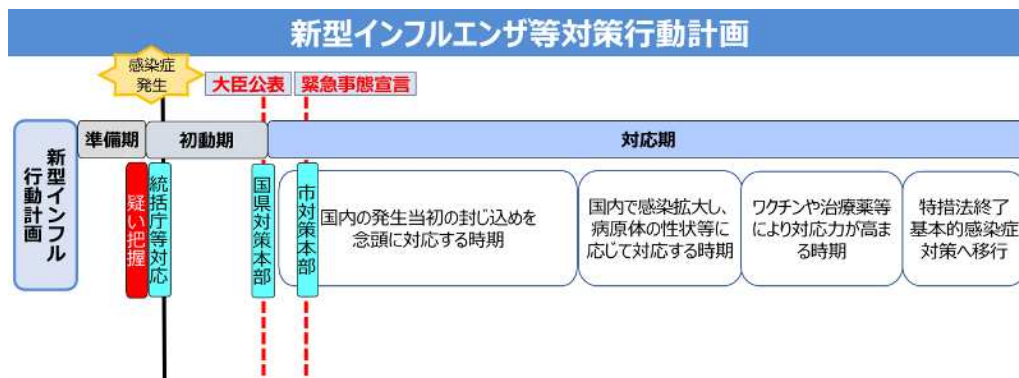 新型インフルエンザ等対策行動計画
感染症
発生
大臣公表
緊急事態宣言
新型インフル
行動計画
準備期
初動期
対応期
疑い把握
統括庁等対応
国県対策本部
市対策本部
国内の発生当初の封じ込めを
念頭に対応する時期
国内で感染拡大し、
病原体の性状等に
応じて対応する時期
ワクチンや治療薬等
により対応力が高ま
る時期
特措法終了
基本的感染症
対策へ移行